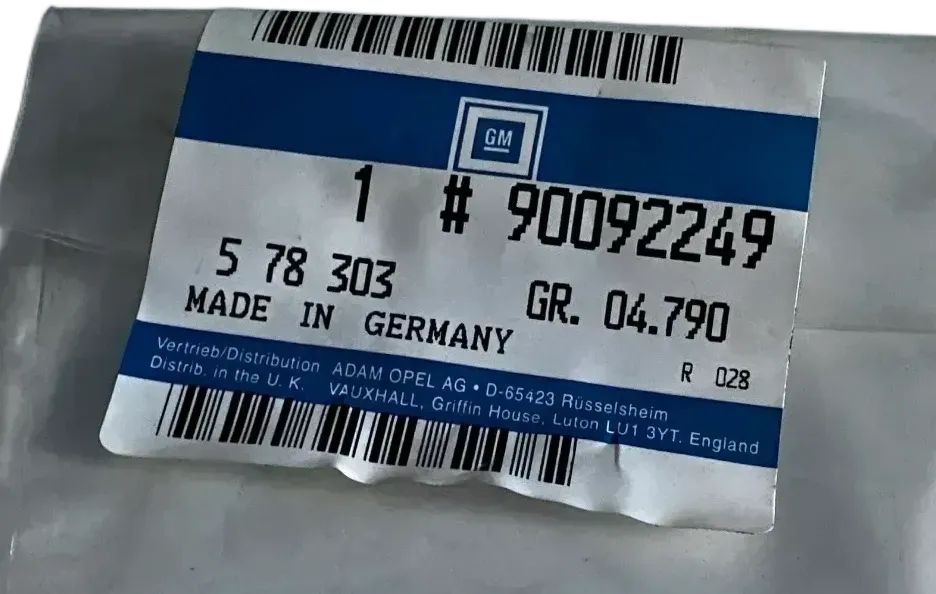 GM
1 # 90092249
5 78 303 GR. 04.790
MADE IN GERMANY
R 028
Vertrieb/Distribution ADAM OPEL AG • D-65423 Rüsselsheim
Distrib. in the U. K. VAUXHALL, Griffin House, Luton LU1 3YT. England